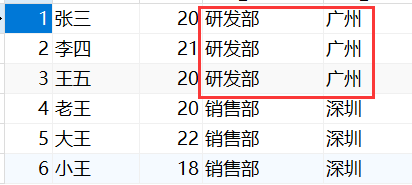 1 张三 20 研发部 广州
2 李四 21 研发部 广州
3 王五 20 研发部 广州
4 老王 20 销售部 深圳
5 大王 22 销售部 深圳
6 小王 18 销售部 深圳